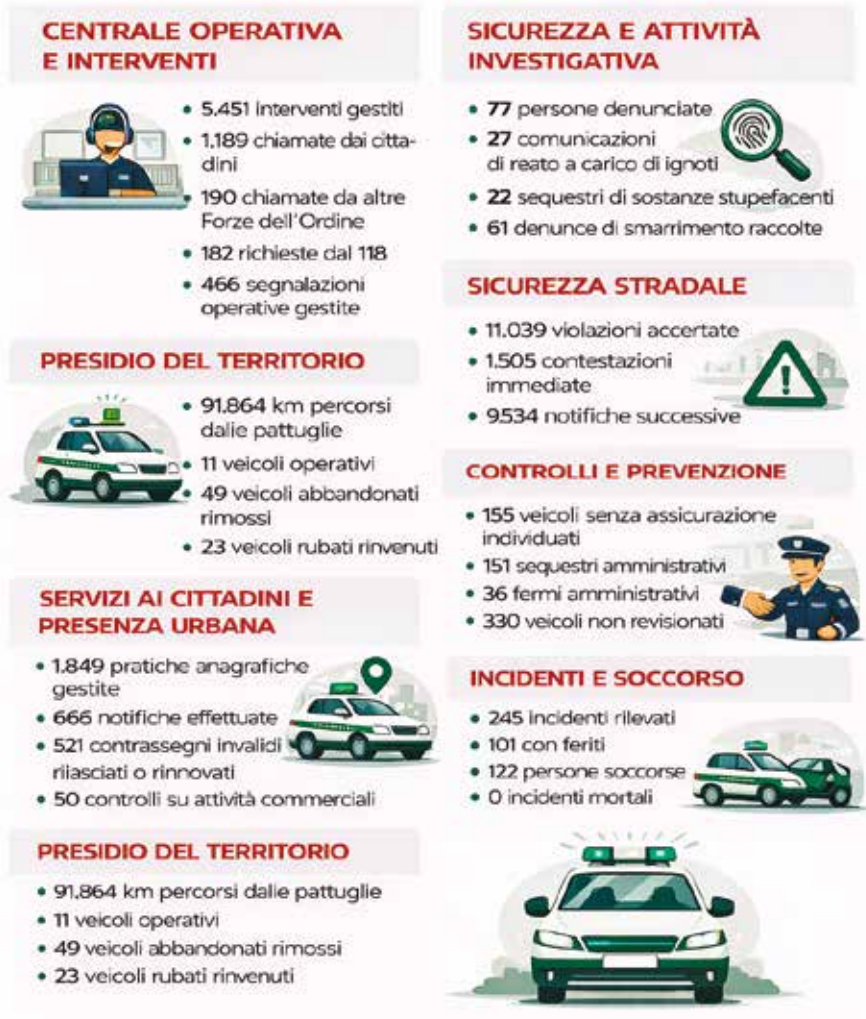 CENTRALE OPERATIVA
E INTERVENTI
• 5.451 interventi gestiti
• 1.189 chiamate dai citta-
dini
• 190 chiamate da altre
Forze dell'Ordine
• 182 richieste dal 118
• 466 segnalazioni
operative gestite
PRESIDIO DEL TERRITORIO
• 91.864 km percorsi
dalie pattuglie
• 11 veicoli operativi
• 49 veicoli abbandonati
rimossi
• 23 veicoli rubati rinvenuti
SERVIZI AI CITTADINI E
PRESENZA URBANA
• 1.849 pratiche anagrafiche
gestite
• 666 notifiche effettuate
• 521 contrassegni invalidi
riiasciati o rinnovati
• 50 controlli su attività commerciali
PRESIDIO DEL TERRITORIO
• 91.864 km percorsi dalle pattuglie
• 11 veicoli operativi
• 49 veicoli abbandonati rimossi
• 23 veicoli rubati rinvenuti
SICUREZZA E ATTIVITÀ
INVESTIGATIVA
• 77 persone denunciate
• 27 comunicazioni
di reato a carico di ignoti
• 22 sequestri di sostanze stupefacenti
• 61 denunce di smarrimento raccolte
SICUREZZA STRADALE
• 11.039 violazioni accertate
• 1.505 contestazioni
immediate
• 9.534 notifiche successive
CONTROLLI E PREVENZIONE
• 155 veicoli senza assicurazione
individuati
• 151 sequestri amministrativi
• 36 fermi amministrativi
• 330 veicoli non revisionati
INCIDENTI E SOCCORSO
• 245 incidenti rilevati
• 101 con feriti
• 122 persone soccorse
• 0 incidenti mortali